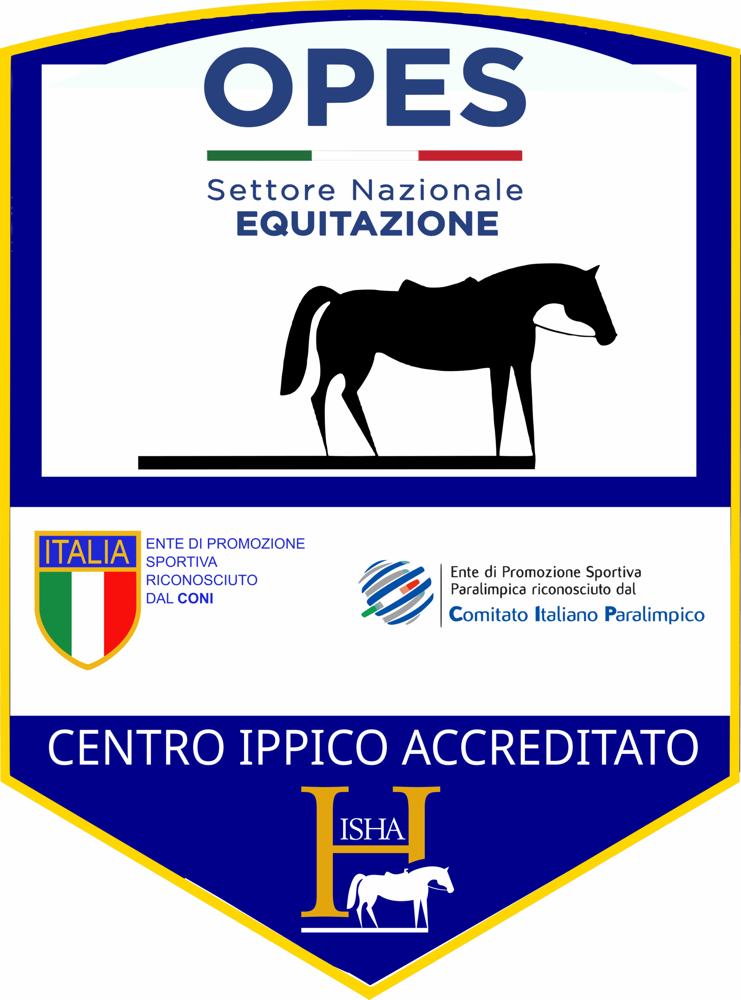 OPES
Settore Nazionale
EQUITAZIONE
ITALIA
ENTE DI PROMOZIONE
SPORTIVA
RICONOSCIUTO
DAL CONI
Ente di Promozione Sportiva
Paralimpica riconosciuto dal
Comitato Italiano Paralimpico
CENTRO IPPICO ACCREDITATO
H
ISHA